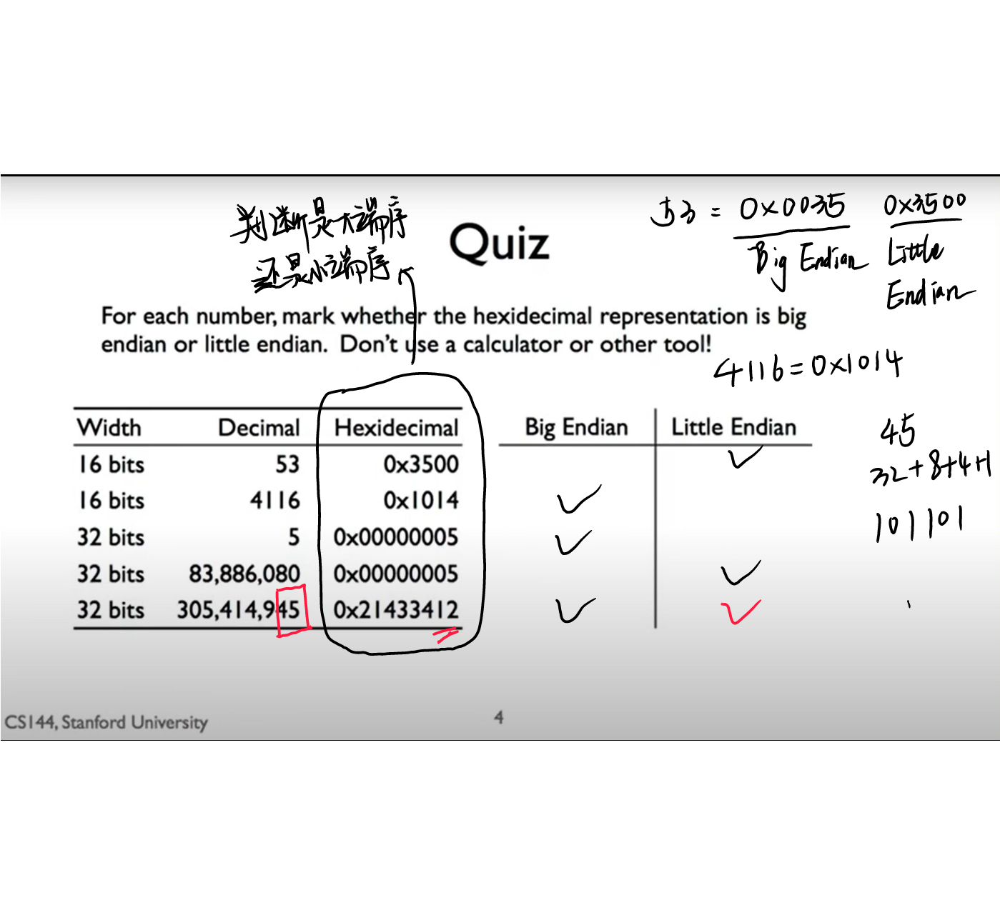 判断是大端序
还是小端序
Quiz
53 = 0x0035 0x3500
Big Endian Little
Endian
For each number, mark whether the hexidecimal representation is big
endian or little endian. Don't use a calculator or other tool!
4116=0x1014
Width Decimal Hexidecimal Big Endian Little Endian
45
16 bits 53 0x3500 ✓
32+8+4+1
16 bits 4116 0x1014 ✓
101101
32 bits 5 0x00000005 ✓
32 bits 83,886,080 0x00000005 ✓
32 bits 305,414,945 0x21433412 ✓ ✓
CS144, Stanford University
4